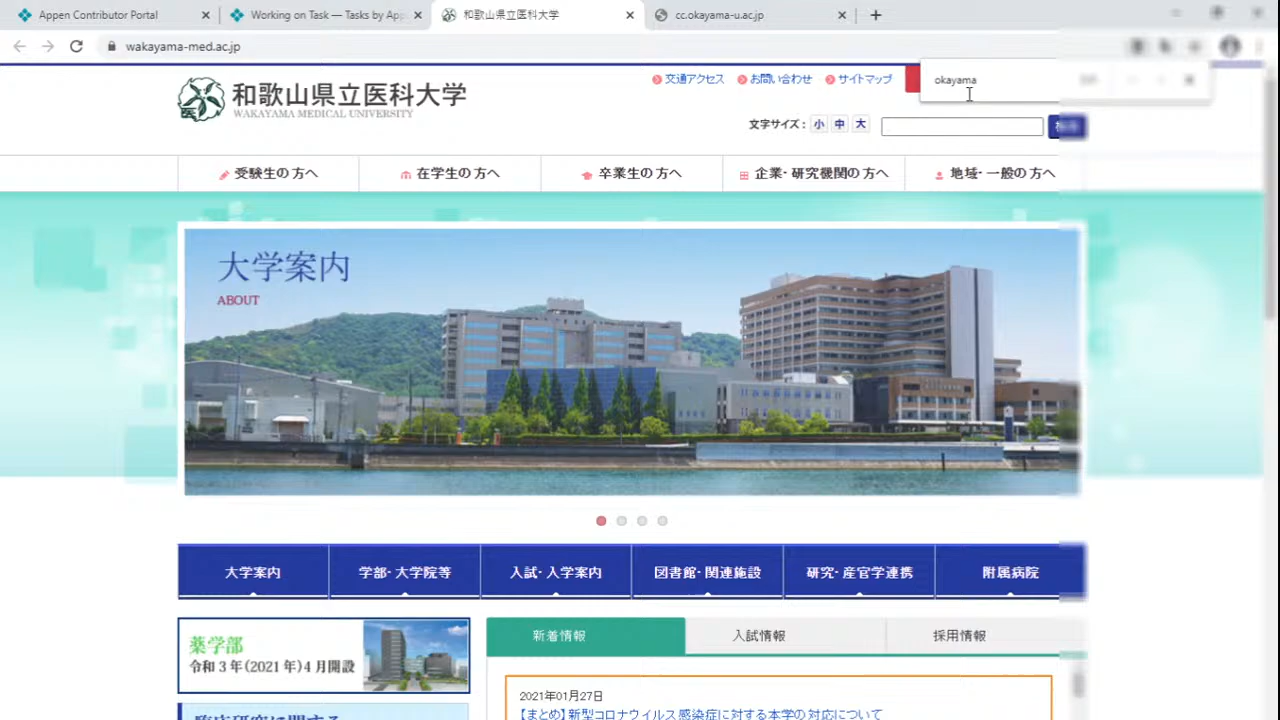 Appen Contributor Portal
Working on Task — Tasks by App
和歌山県立医科大学
cc.okayama-u.ac.jp
wakayama-med.ac.jp
okayama
和歌山県立医科大学
WAKAYAMA MEDICAL UNIVERSITY
交通アクセス
お問い合わせ
サイトマップ
文字サイズ： 小 中 大
受験生の方へ
在学生の方へ
卒業生の方へ
企業・研究機関の方へ
地域・一般の方へ
大学案内
ABOUT
大学案内
学部・大学院等
入試・入学案内
図書館・関連施設
研究・産官学連携
附属病院
薬学部
令和3年(2021年)4月開設
新着情報
入試情報
採用情報
2021年01月27日
【まとめ】新型コロナウイルス感染症に対する本学の対応について
臨床研究に関する